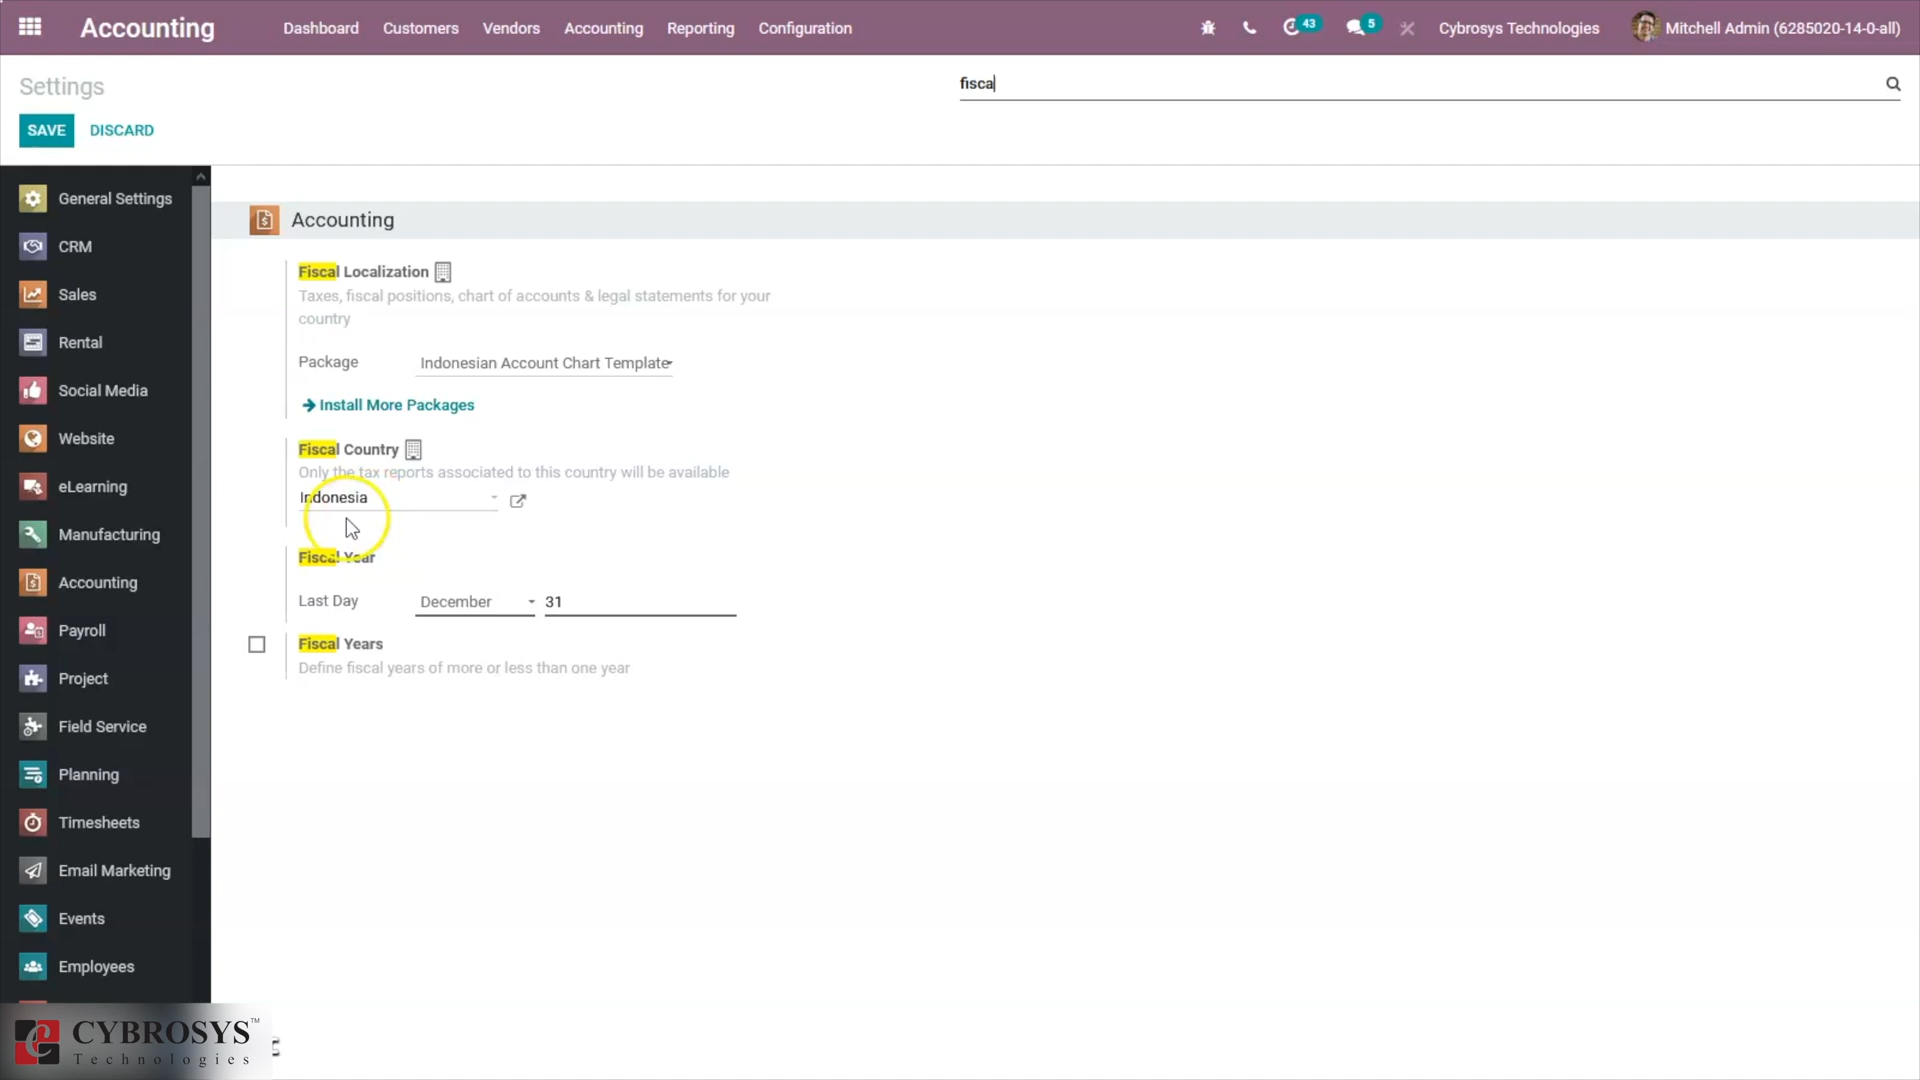 Accounting Dashboard Customers Vendors Accounting Reporting Configuration 43 5 Cybrosys Technologies Mitchell Admin (6285020-14-0-all)
Settings fisca
SAVE DISCARD
General Settings
CRM
Sales
Rental
Social Media
Website
eLearning
Manufacturing
Accounting
Payroll
Project
Field Service
Planning
Timesheets
Email Marketing
Events
Employees
Accounting
Fiscal Localization
Taxes, fiscal positions, chart of accounts & legal statements for your
country
Package Indonesian Account Chart Template
Install More Packages
Fiscal Country
Only the tax reports associated to this country will be available
Indonesia
Fiscal Year
Last Day December 31
Fiscal Years
Define fiscal years of more or less than one year
CYBROSYS™
Technologies